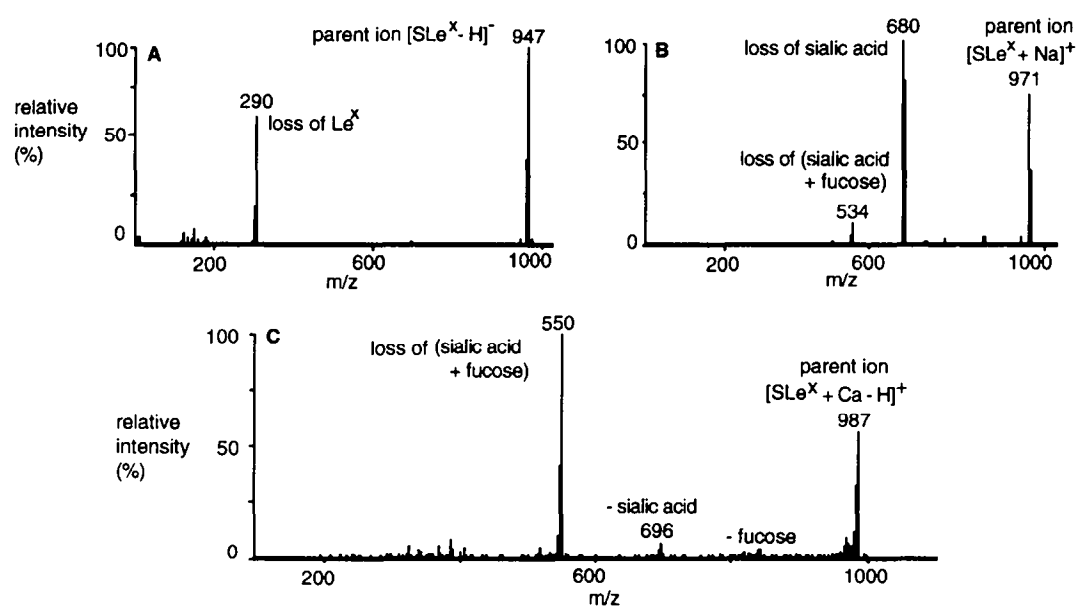 A
parent ion [SLeˣ- H]⁻
947
100
290
loss of Leˣ
relative
intensity
(%)
50
0
200
600
1000
m/z
B
680
loss of sialic acid
parent ion
[SLeˣ + Na]⁺
971
100
50
loss of (sialic acid
+ fucose)
534
0
200
600
1000
m/z
C
550
100
loss of (sialic acid
+ fucose)
parent ion
[SLeˣ + Ca - H]⁺
987
relative
intensity
(%)
50
- sialic acid
696
- fucose
0
200
600
1000
m/z